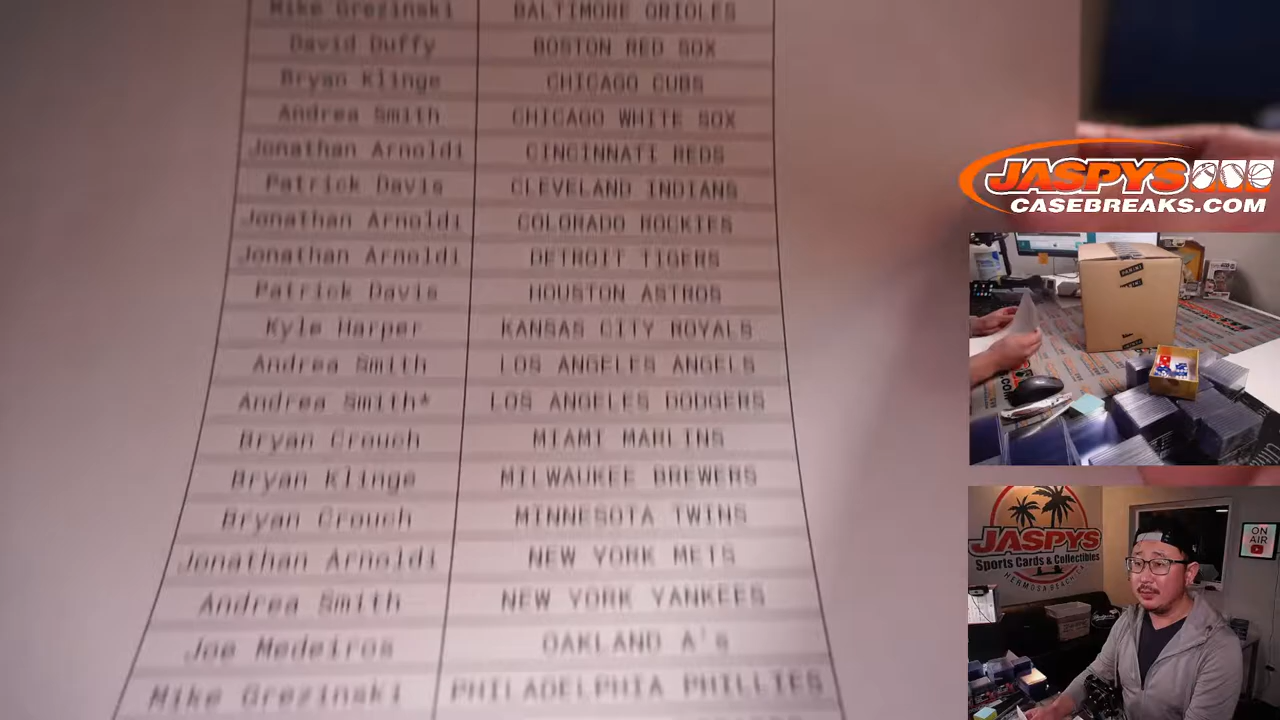 Mike Grezinski BALTIMORE ORIOLES
David Duffy BOSTON RED SOX
Bryan Klinge CHICAGO CUBS
Andrea Smith CHICAGO WHITE SOX
Jonathan Arnoldi CINCINNATI REDS
Patrick Davis CLEVELAND INDIANS
Jonathan Arnoldi COLORADO ROCKIES
Jonathan Arnoldi DETROIT TIGERS
Patrick Davis HOUSTON ASTROS
Kyle Harper KANSAS CITY ROYALS
Andrea Smith LOS ANGELES ANGELS
Andrea Smith* LOS ANGELES DODGERS
Bryan Crouch MIAMI MARLINS
Bryan Klinge MILWAUKEE BREWERS
Bryan Crouch MINNESOTA TWINS
Jonathan Arnoldi NEW YORK METS
Andrea Smith NEW YORK YANKEES
Joe Medeiros OAKLAND A's
Mike Grezinski PHILADELPHIA PHILLIES
JASPYS
CASEBREAKS.COM
PANINI
JASPYS
Sports Cards & Collectibles
HERMOSA BEACH, CA
ON
AIR